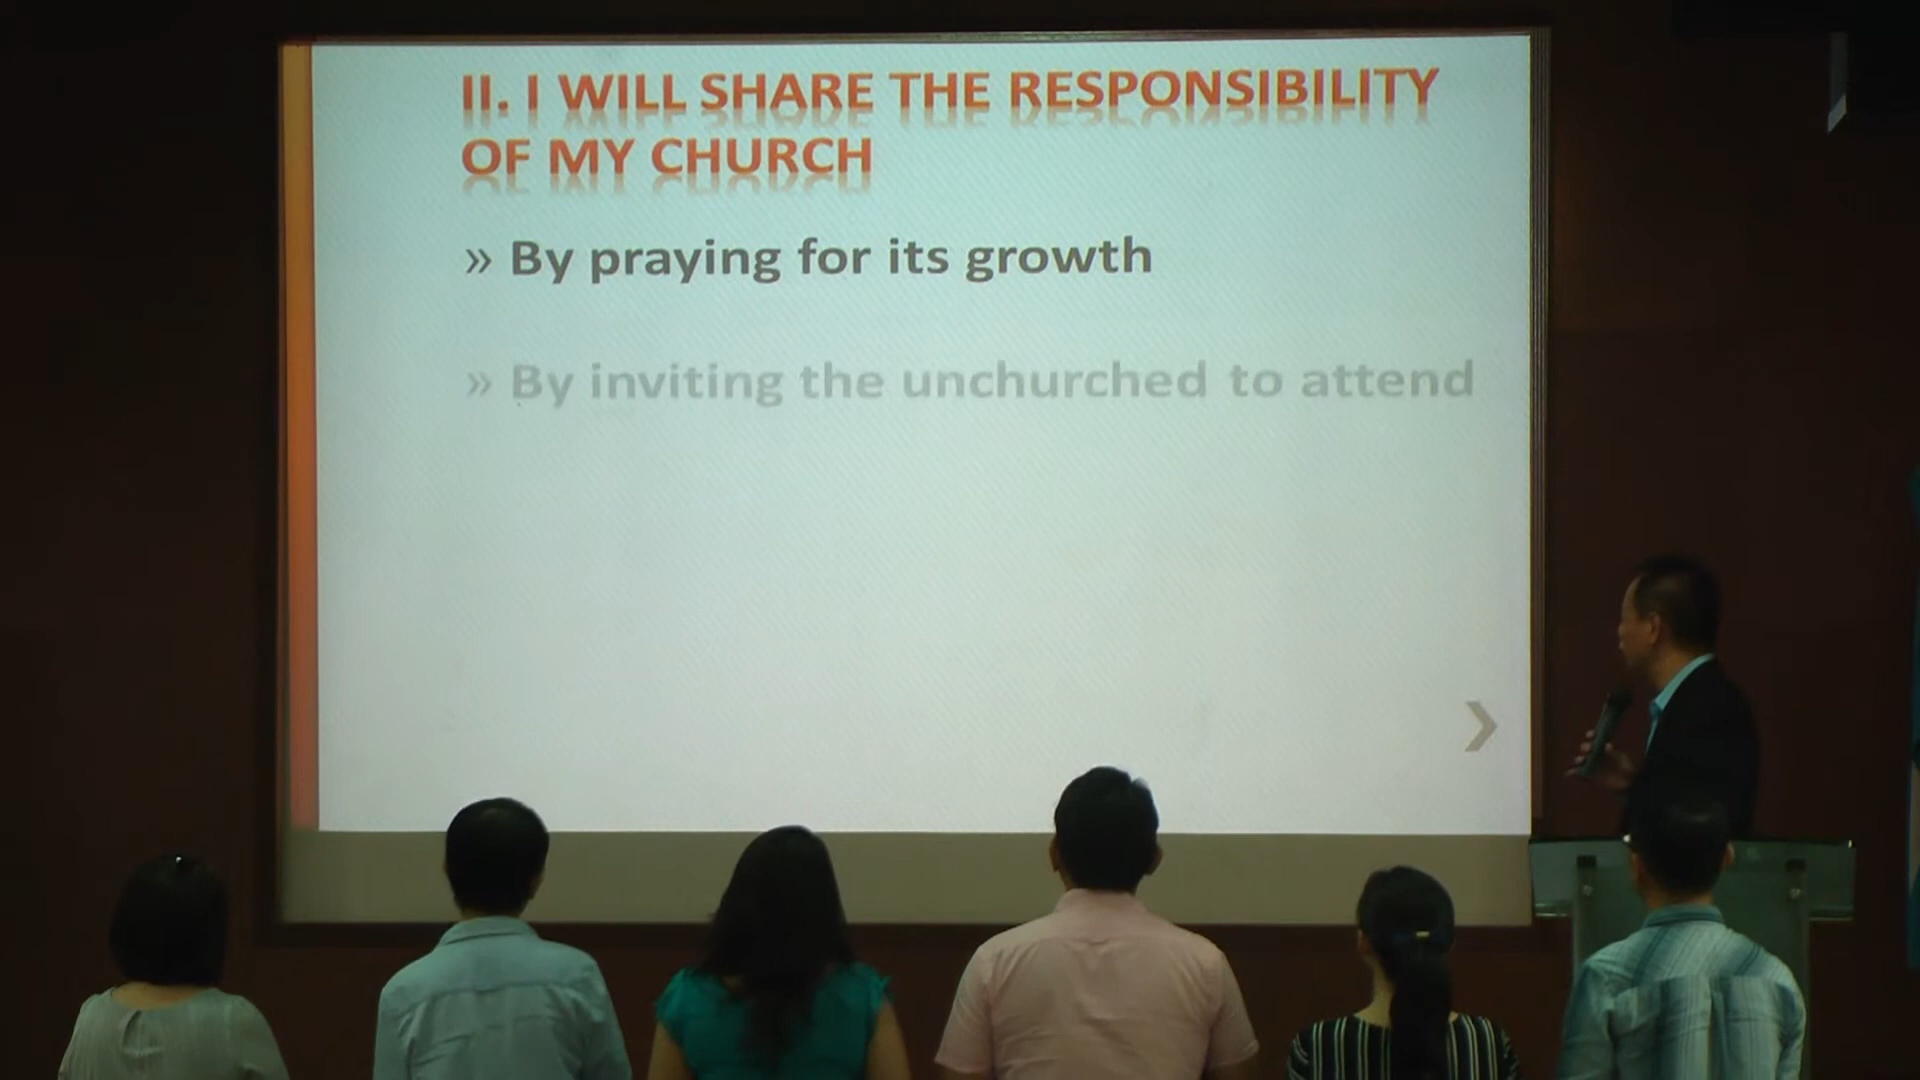 II. I WILL SHARE THE RESPONSIBILITY
OF MY CHURCH
» By praying for its growth
» By inviting the unchurched to attend